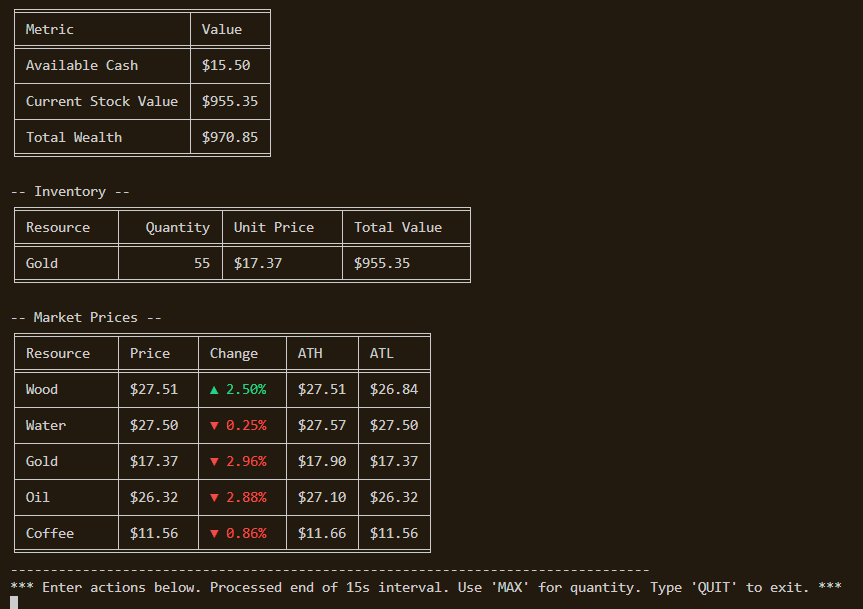 Metric Value
Available Cash $15.50
Current Stock Value $955.35
Total Wealth $970.85
-- Inventory --
Resource Quantity Unit Price Total Value
Gold 55 $17.37 $955.35
-- Market Prices --
Resource Price Change ATH ATL
Wood $27.51 ▲ 2.50% $27.51 $26.84
Water $27.50 ▼ 0.25% $27.57 $27.50
Gold $17.37 ▼ 2.96% $17.90 $17.37
Oil $26.32 ▼ 2.88% $27.10 $26.32
Coffee $11.56 ▼ 0.86% $11.66 $11.56
--------------------------------------------------------------------------------
*** Enter actions below. Processed end of 15s interval. Use 'MAX' for quantity. Type 'QUIT' to exit. ***